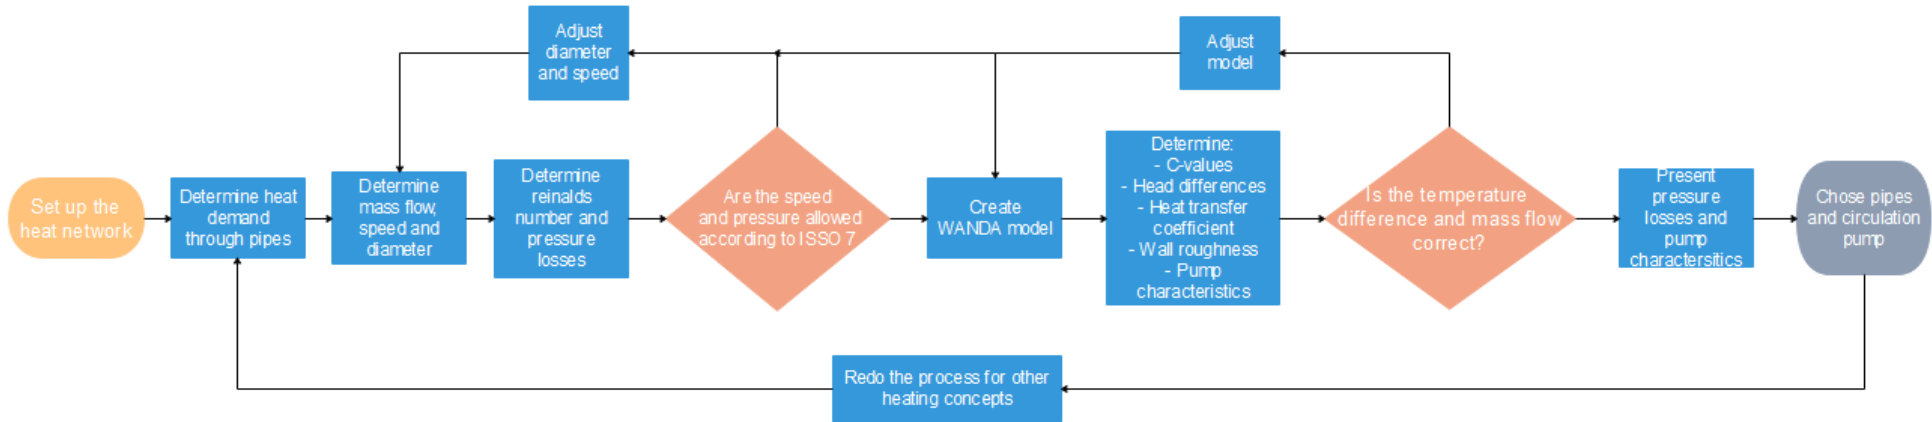 Adjust
diameter
and speed
Adjust
model
Set up the
heat network
Determine heat
demand
through pipes
Determine
mass flow,
speed and
diameter
Determine
reinalds
number and
pressure
losses
Are the speed
and pressure allowed
according to ISSO 7
Create
WANDA model
Determine:
- C-values
- Head differences
- Heat transfer
coefficient
- Wall roughness
- Pump
characteristics
Is the temperature
difference and mass flow
correct?
Present
pressure
losses and
pump
charactersitics
Chose pipes
and circulation
pump
Redo the process for other
heating concepts